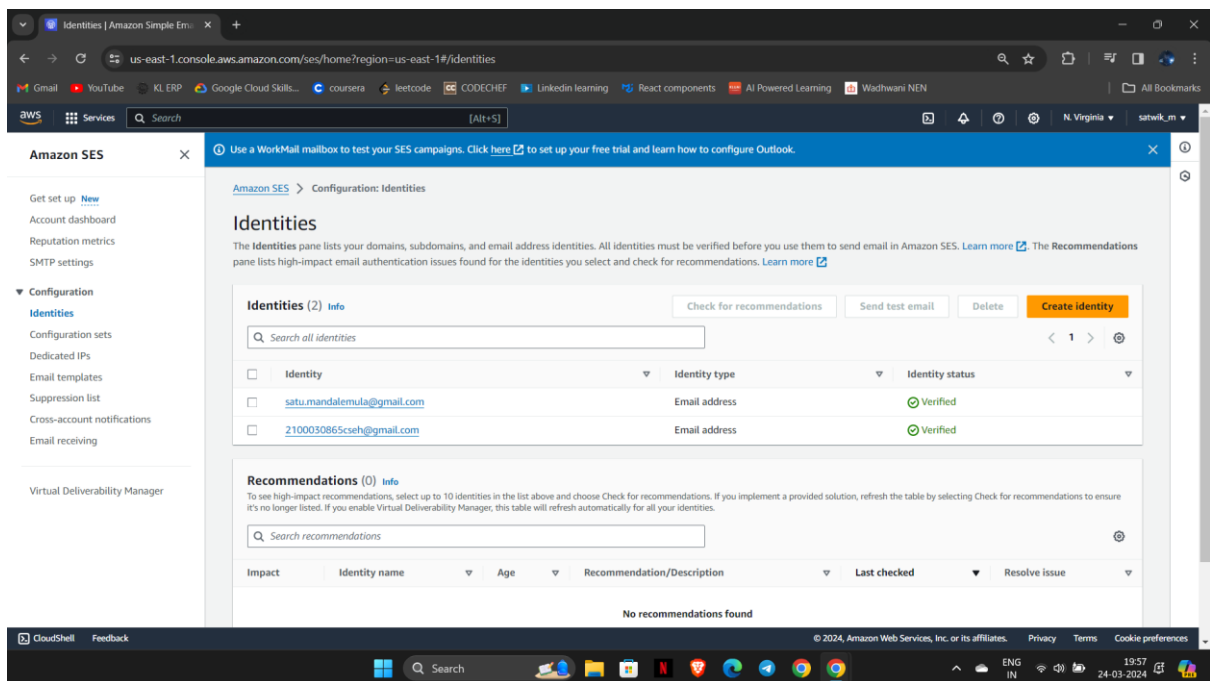 Identities | Amazon Simple Ema
us-east-1.console.aws.amazon.com/ses/home?region=us-east-1#/identities
Gmail YouTube KL ERP Google Cloud Skills... coursera leetcode CODECHEF Linkedin learning React components AI Powered Learning Wadhwani NEN All Bookmarks
aws Services Search [Alt+S] N. Virginia satwik_m
Amazon SES
Get set up New
Account dashboard
Reputation metrics
SMTP settings
Configuration
Identities
Configuration sets
Dedicated IPs
Email templates
Suppression list
Cross-account notifications
Email receiving
Virtual Deliverability Manager
Use a WorkMail mailbox to test your SES campaigns. Click here to set up your free trial and learn how to configure Outlook.
Amazon SES > Configuration: Identities
Identities
The Identities pane lists your domains, subdomains, and email address identities. All identities must be verified before you use them to send email in Amazon SES. Learn more. The Recommendations
pane lists high-impact email authentication issues found for the identities you select and check for recommendations. Learn more
Identities (2) Info Check for recommendations Send test email Delete Create identity
Search all identities < 1 >
Identity Identity type Identity status
satu.mandalemula@gmail.com Email address Verified
2100030865cseh@gmail.com Email address Verified
Recommendations (0) Info
To see high-impact recommendations, select up to 10 identities in the list above and choose Check for recommendations. If you implement a provided solution, refresh the table by selecting Check for recommendations to ensure
it's no longer listed. If you enable Virtual Deliverability Manager, this table will refresh automatically for all your identities.
Search recommendations
Impact Identity name Age Recommendation/Description Last checked Resolve issue
No recommendations found
CloudShell Feedback © 2024, Amazon Web Services, Inc. or its affiliates. Privacy Terms Cookie preferences
Search ENG 19:57
IN 24-03-2024